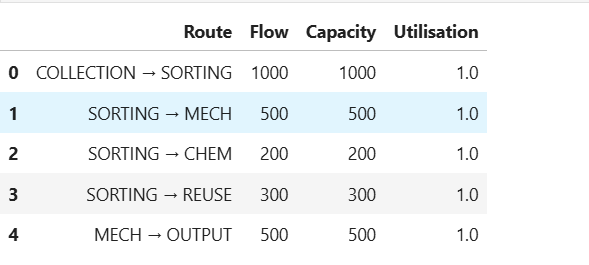 Route Flow Capacity Utilisation
0 COLLECTION → SORTING 1000 1000 1.0
1 SORTING → MECH 500 500 1.0
2 SORTING → CHEM 200 200 1.0
3 SORTING → REUSE 300 300 1.0
4 MECH → OUTPUT 500 500 1.0